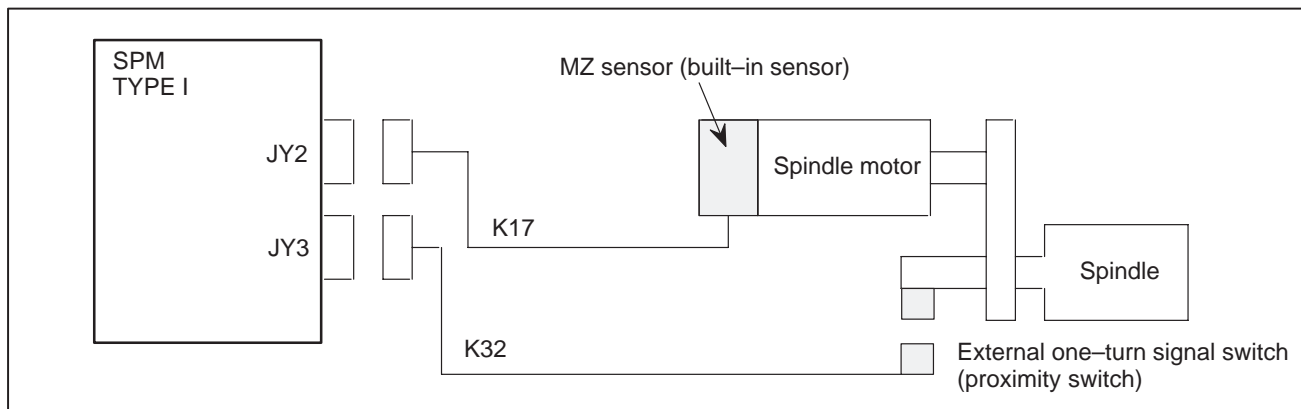 SPM
TYPE I
MZ sensor (built–in sensor)
JY2
Spindle motor
K17
JY3
Spindle
K32
External one–turn signal switch
(proximity switch)